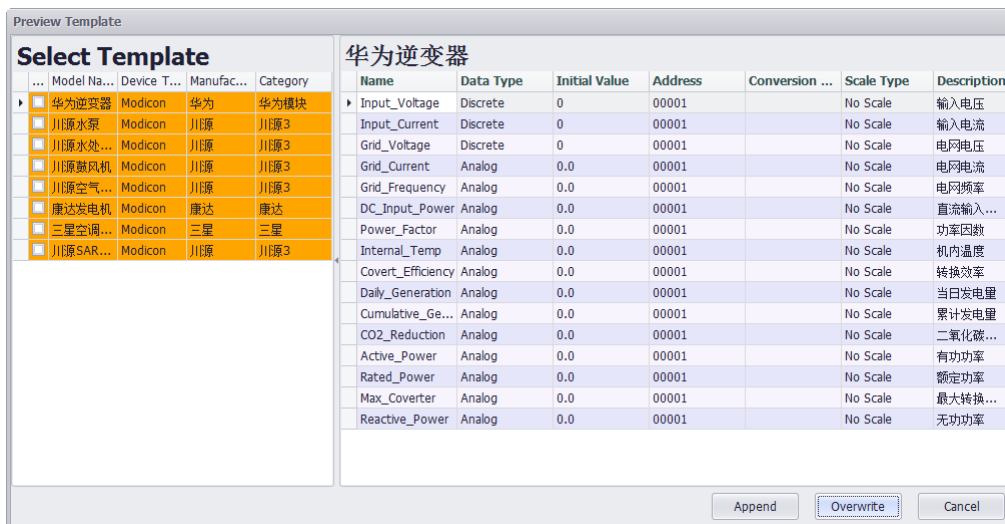 Preview Template
Select Template
... Model Na... Device T... Manufac... Category
华为逆变器 Modicon 华为 华为模块
川源水泵 Modicon 川源 川源3
川源水处... Modicon 川源 川源3
川源鼓风机 Modicon 川源 川源3
川源空气... Modicon 川源 川源3
康达发电机 Modicon 康达 康达
三星空调... Modicon 三星 三星
川源SAR... Modicon 川源 川源3
华为逆变器
Name Data Type Initial Value Address Conversion ... Scale Type Description
Input_Voltage Discrete 0 00001 No Scale 输入电压
Input_Current Discrete 0 00001 No Scale 输入电流
Grid_Voltage Discrete 0 00001 No Scale 电网电压
Grid_Current Analog 0.0 00001 No Scale 电网电流
Grid_Frequency Analog 0.0 00001 No Scale 电网频率
DC_Input_Power Analog 0.0 00001 No Scale 直流输入...
Power_Factor Analog 0.0 00001 No Scale 功率因数
Internal_Temp Analog 0.0 00001 No Scale 机内温度
Covert_Efficiency Analog 0.0 00001 No Scale 转换效率
Daily_Generation Analog 0.0 00001 No Scale 当日发电量
Cumulative_Ge... Analog 0.0 00001 No Scale 累计发电量
CO2_Reduction Analog 0.0 00001 No Scale 二氧化碳...
Active_Power Analog 0.0 00001 No Scale 有功功率
Rated_Power Analog 0.0 00001 No Scale 额定功率
Max_Coverter Analog 0.0 00001 No Scale 最大转换...
Reactive_Power Analog 0.0 00001 No Scale 无功功率
Append Overwrite Cancel